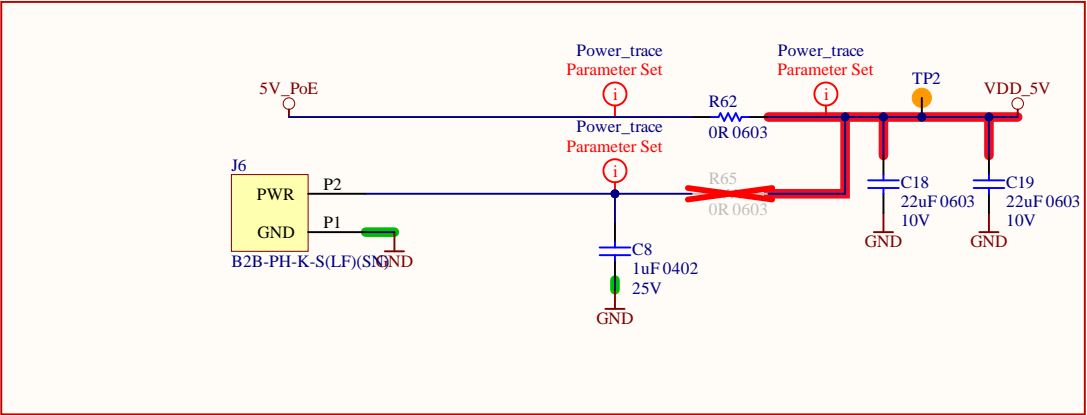 Power_trace
Parameter Set
i
Power_trace
Parameter Set
i
TP2
5V_PoE
VDD_5V
R62
0R 0603
Power_trace
Parameter Set
i
J6
PWR
P2
GND
P1
GND
B2B-PH-K-S(LF)(SN)
R65
0R 0603
C8
1uF 0402
25V
GND
C18
22uF 0603
10V
GND
C19
22uF 0603
10V
GND